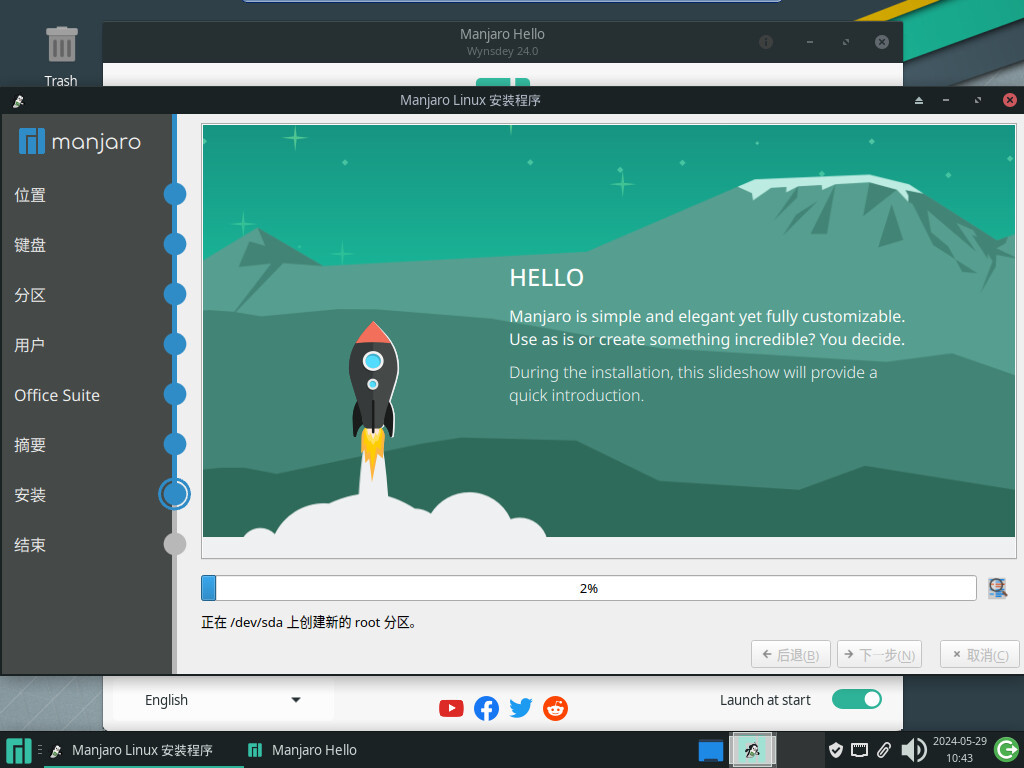 Trash
Manjaro Hello
Wynsdey 24.0
Manjaro Linux 安装程序
manjaro
位置
键盘
分区
用户
Office Suite
摘要
安装
结束
HELLO
Manjaro is simple and elegant yet fully customizable.
Use as is or create something incredible? You decide.
During the installation, this slideshow will provide a
quick introduction.
2%
正在 /dev/sda 上创建新的 root 分区。
后退(B)
下一步(N)
取消(C)
English
Launch at start
Manjaro Linux 安装程序
Manjaro Hello
2024-05-29
10:43